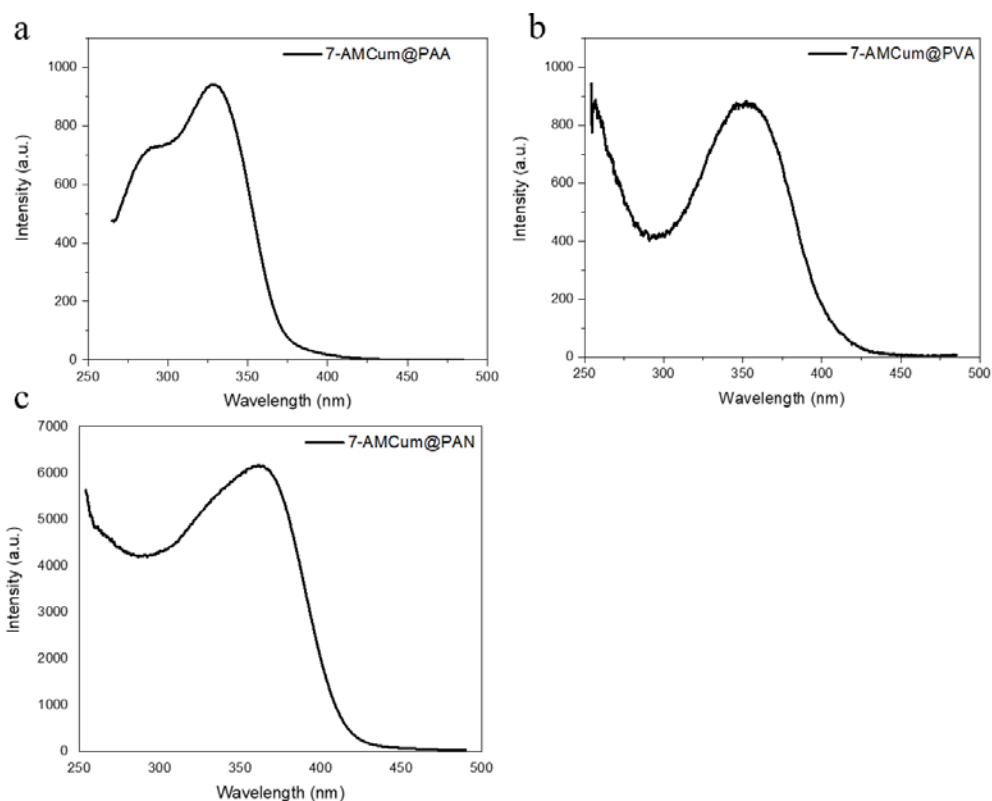 a
7-AMCum@PAA
1000
800
600
400
200
0
Intensity (a.u.)
250 300 350 400 450 500
Wavelength (nm)
b
7-AMCum@PVA
1000
800
600
400
200
0
Intensity (a.u.)
250 300 350 400 450 500
Wavelength (nm)
c
7-AMCum@PAN
7000
6000
5000
4000
3000
2000
1000
0
Intensity (a.u.)
250 300 350 400 450 500
Wavelength (nm)